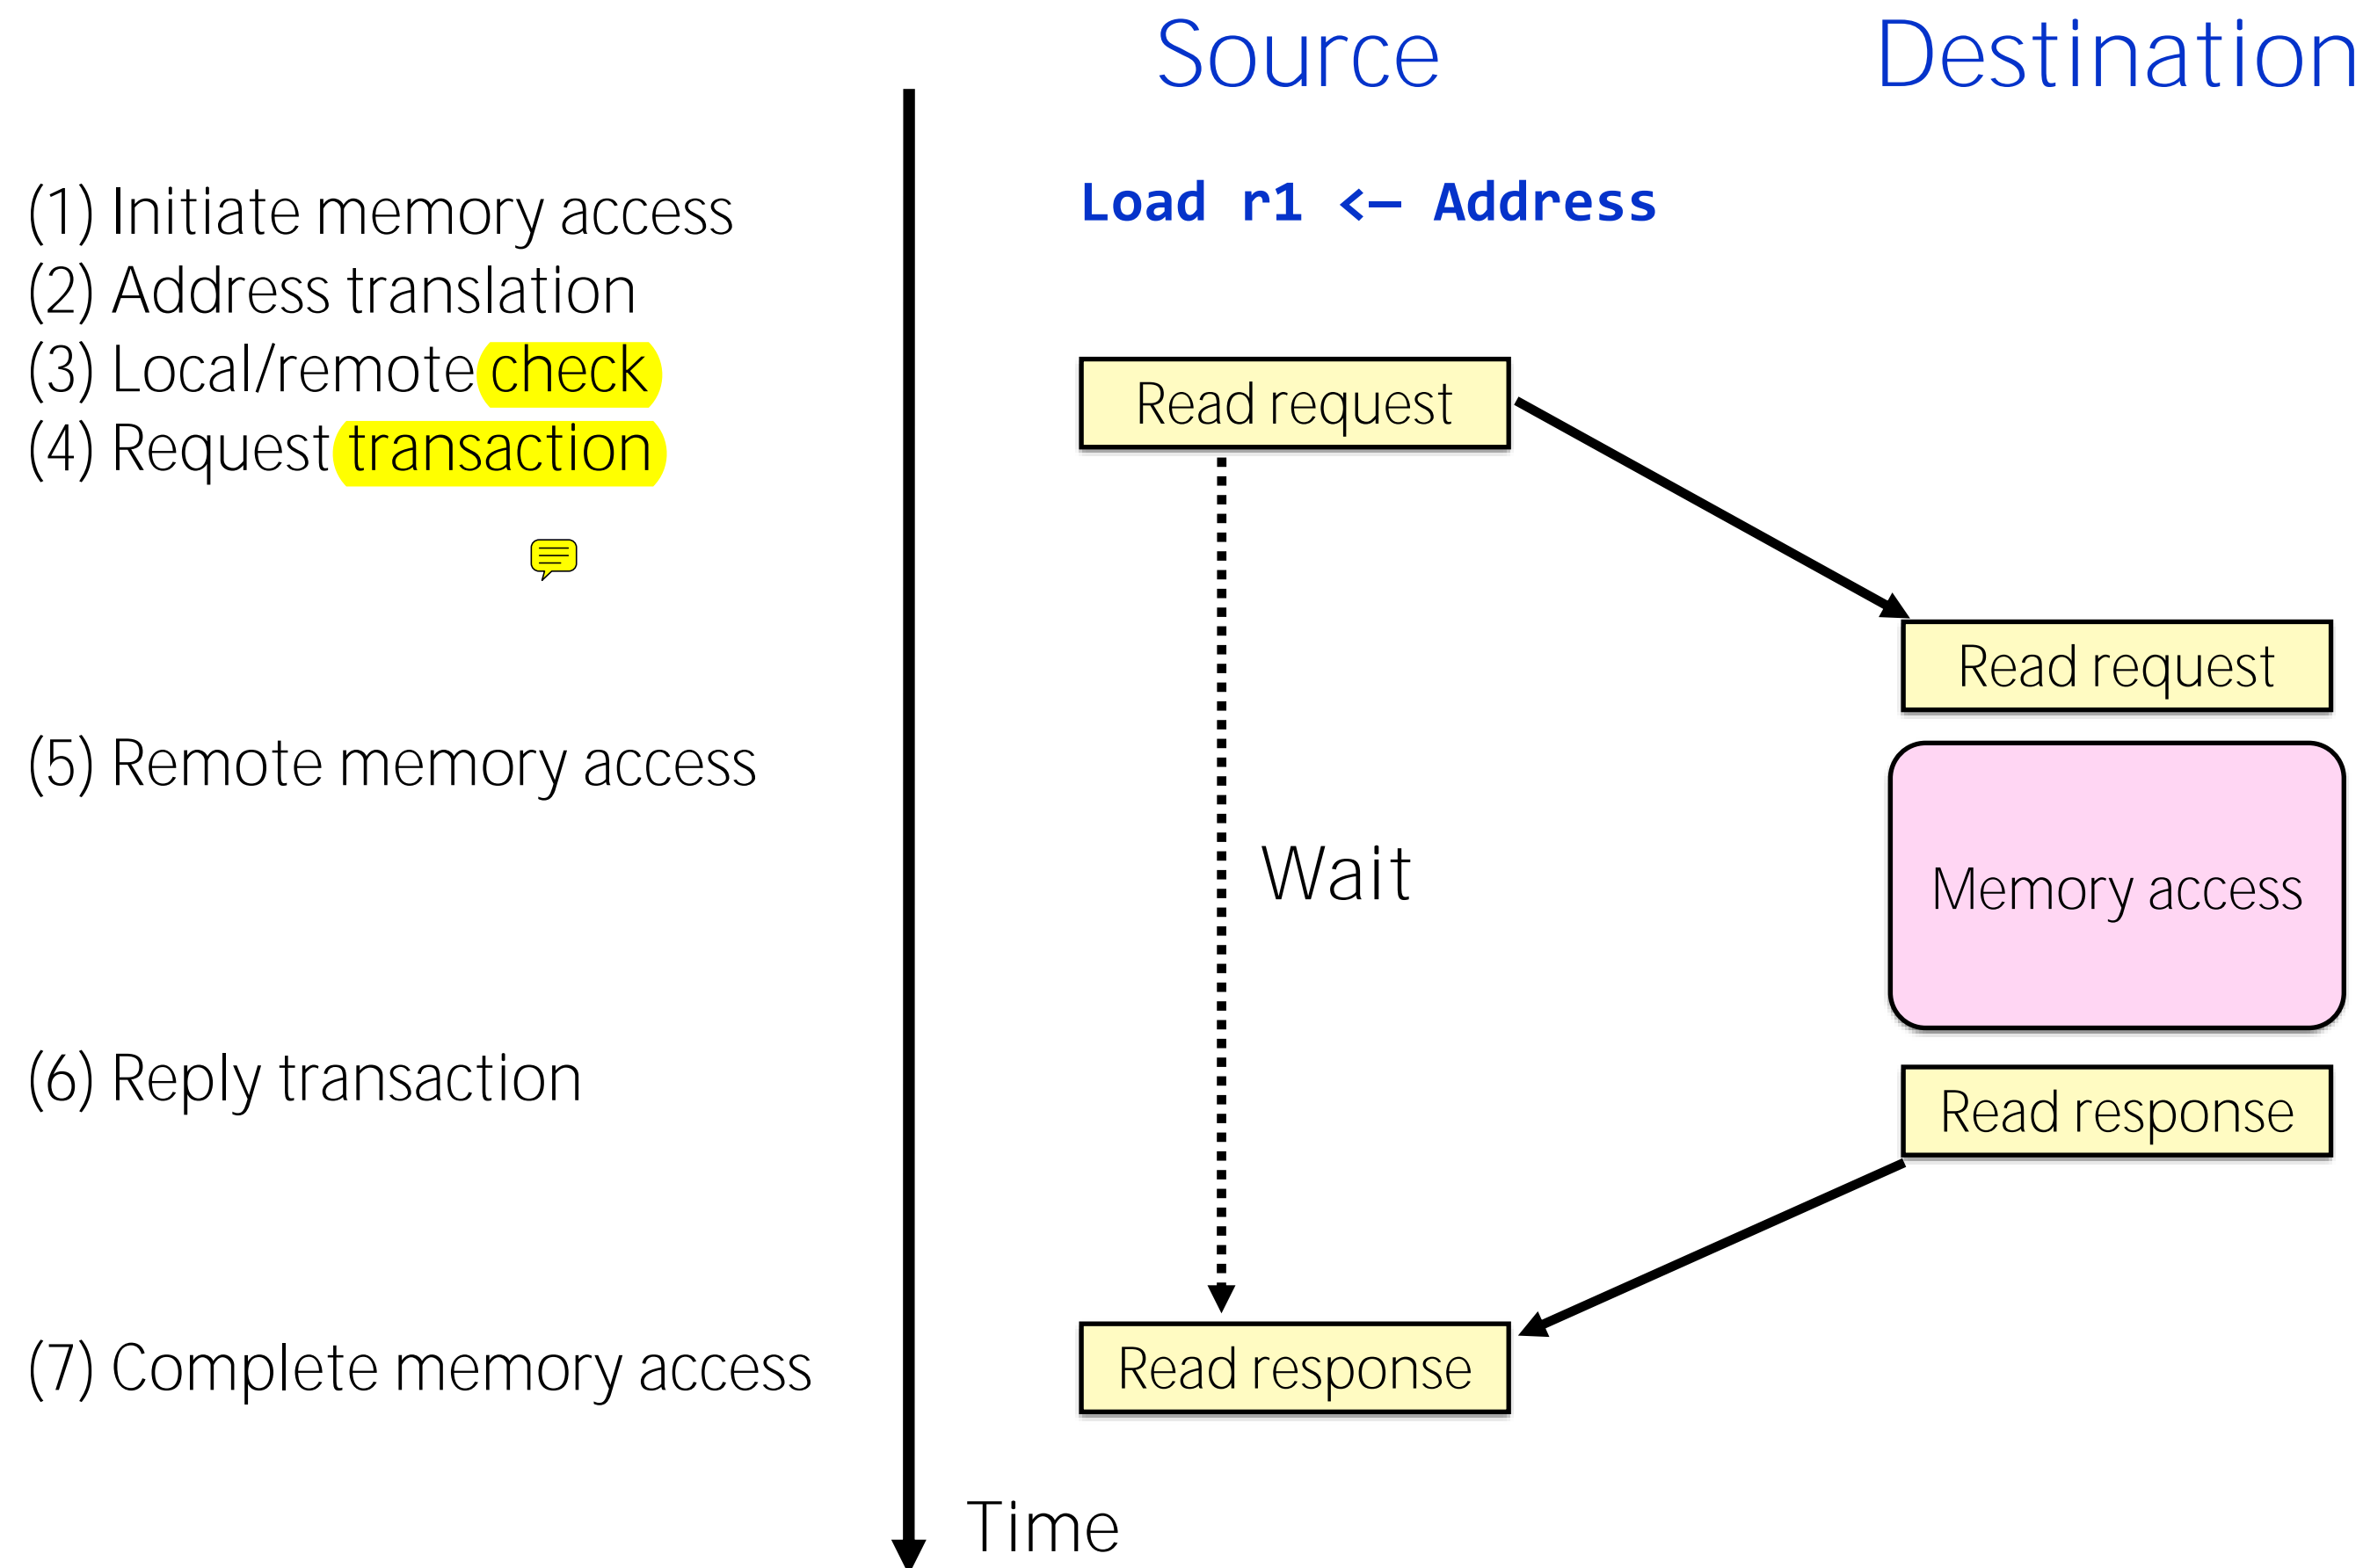 Source
Destination
(1) Initiate memory access
Load r1 <- Address
(2) Address translation
(3) Local/remote check
Read request
(4) Request transaction
Read request
(5) Remote memory access
Wait
Memory access
(6) Reply transaction
Read response
(7) Complete memory access
Read response
Time